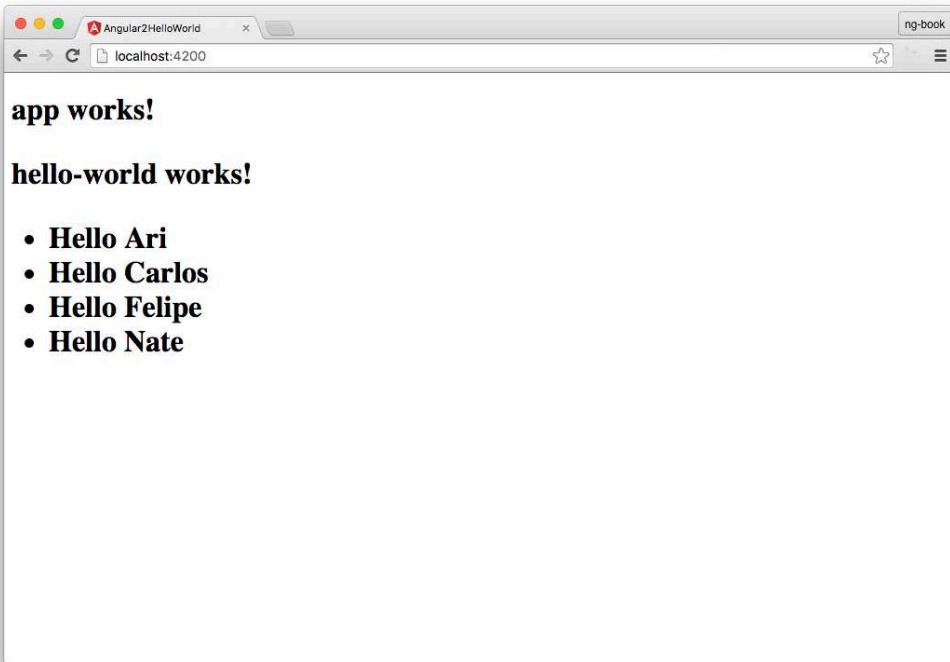 Angular2HelloWorld
ng-book
localhost:4200
app works!
hello-world works!
Hello Ari
Hello Carlos
Hello Felipe
Hello Nate